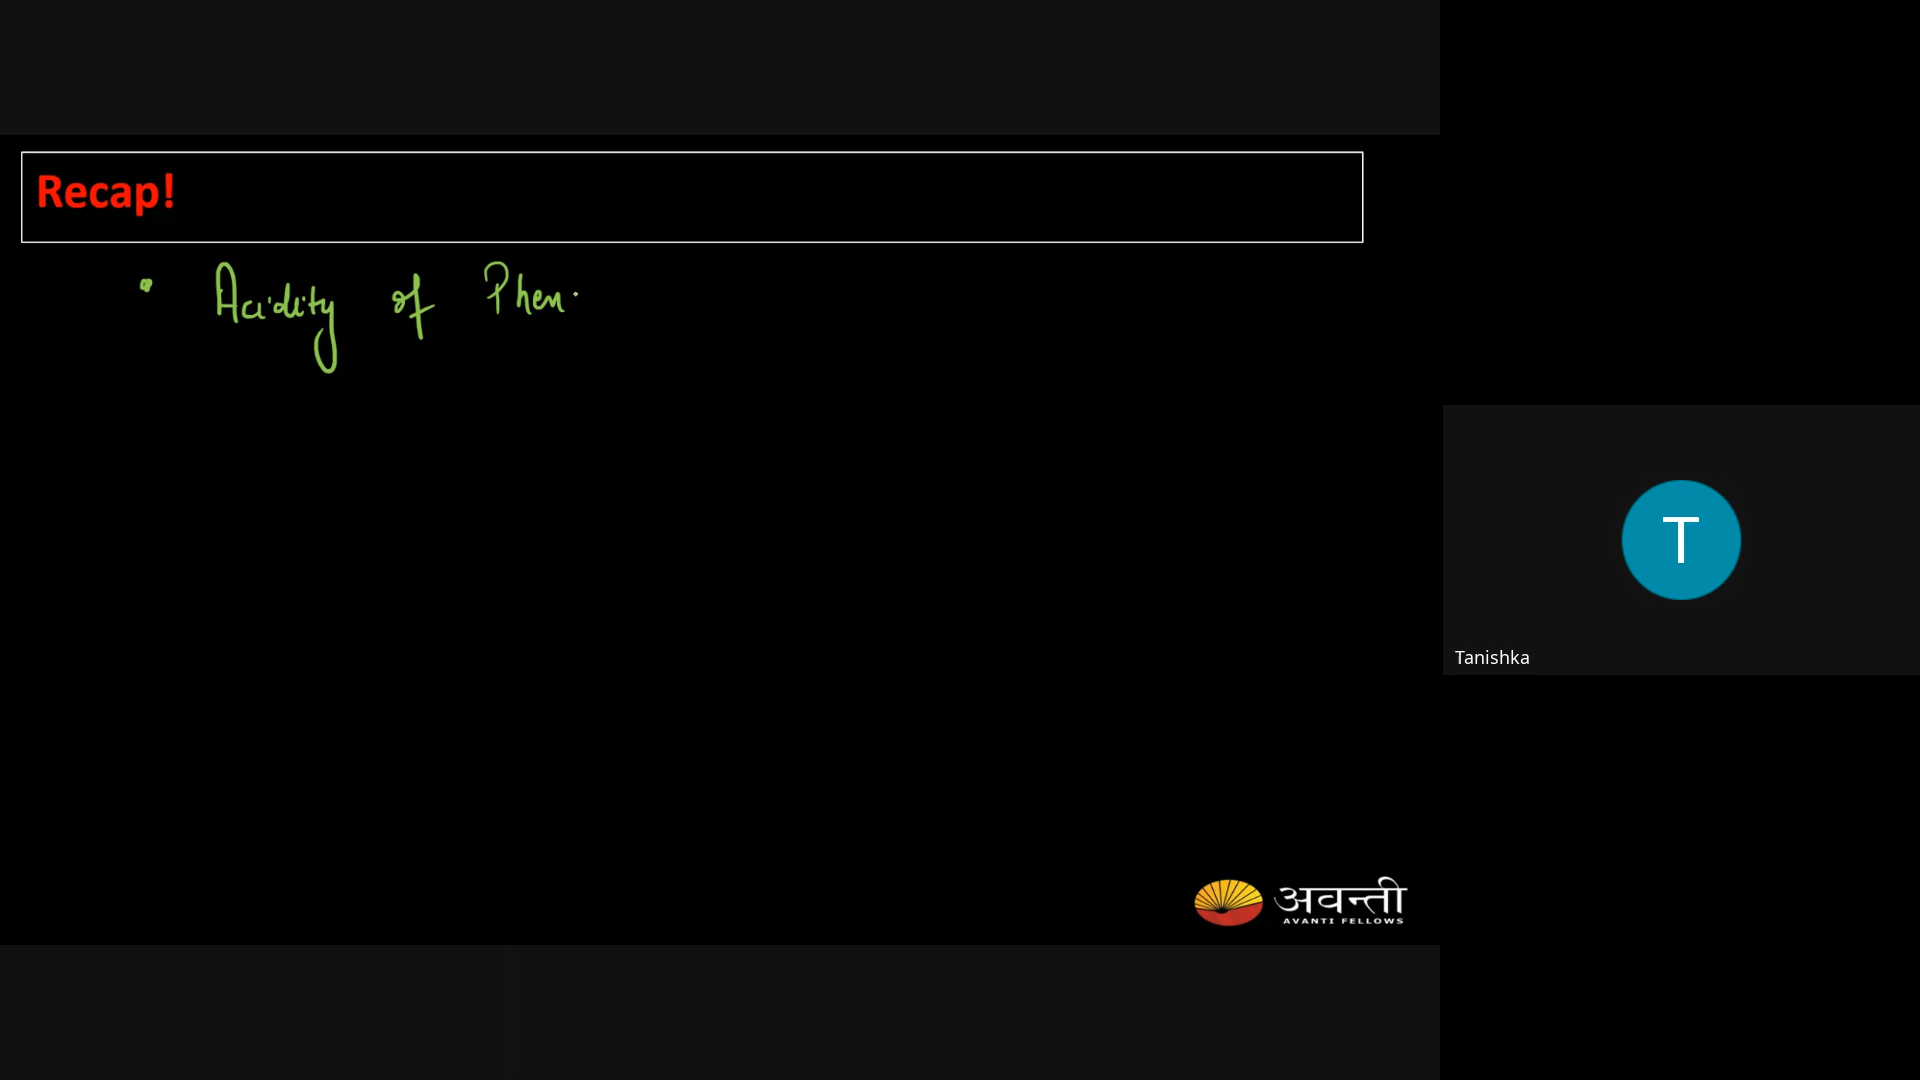 Recap!
• Acidity of Phen
T
Tanishka
अवन्ती
AVANTI FELLOWS